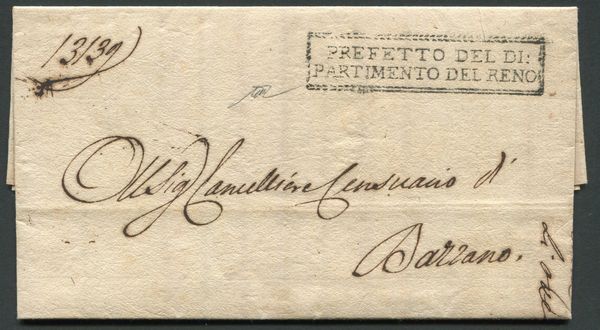 13139
PREFETTO DEL DI:
PARTIMENTO DEL RENO
Al Sig Cancelliere Censuario di
Bazzano.